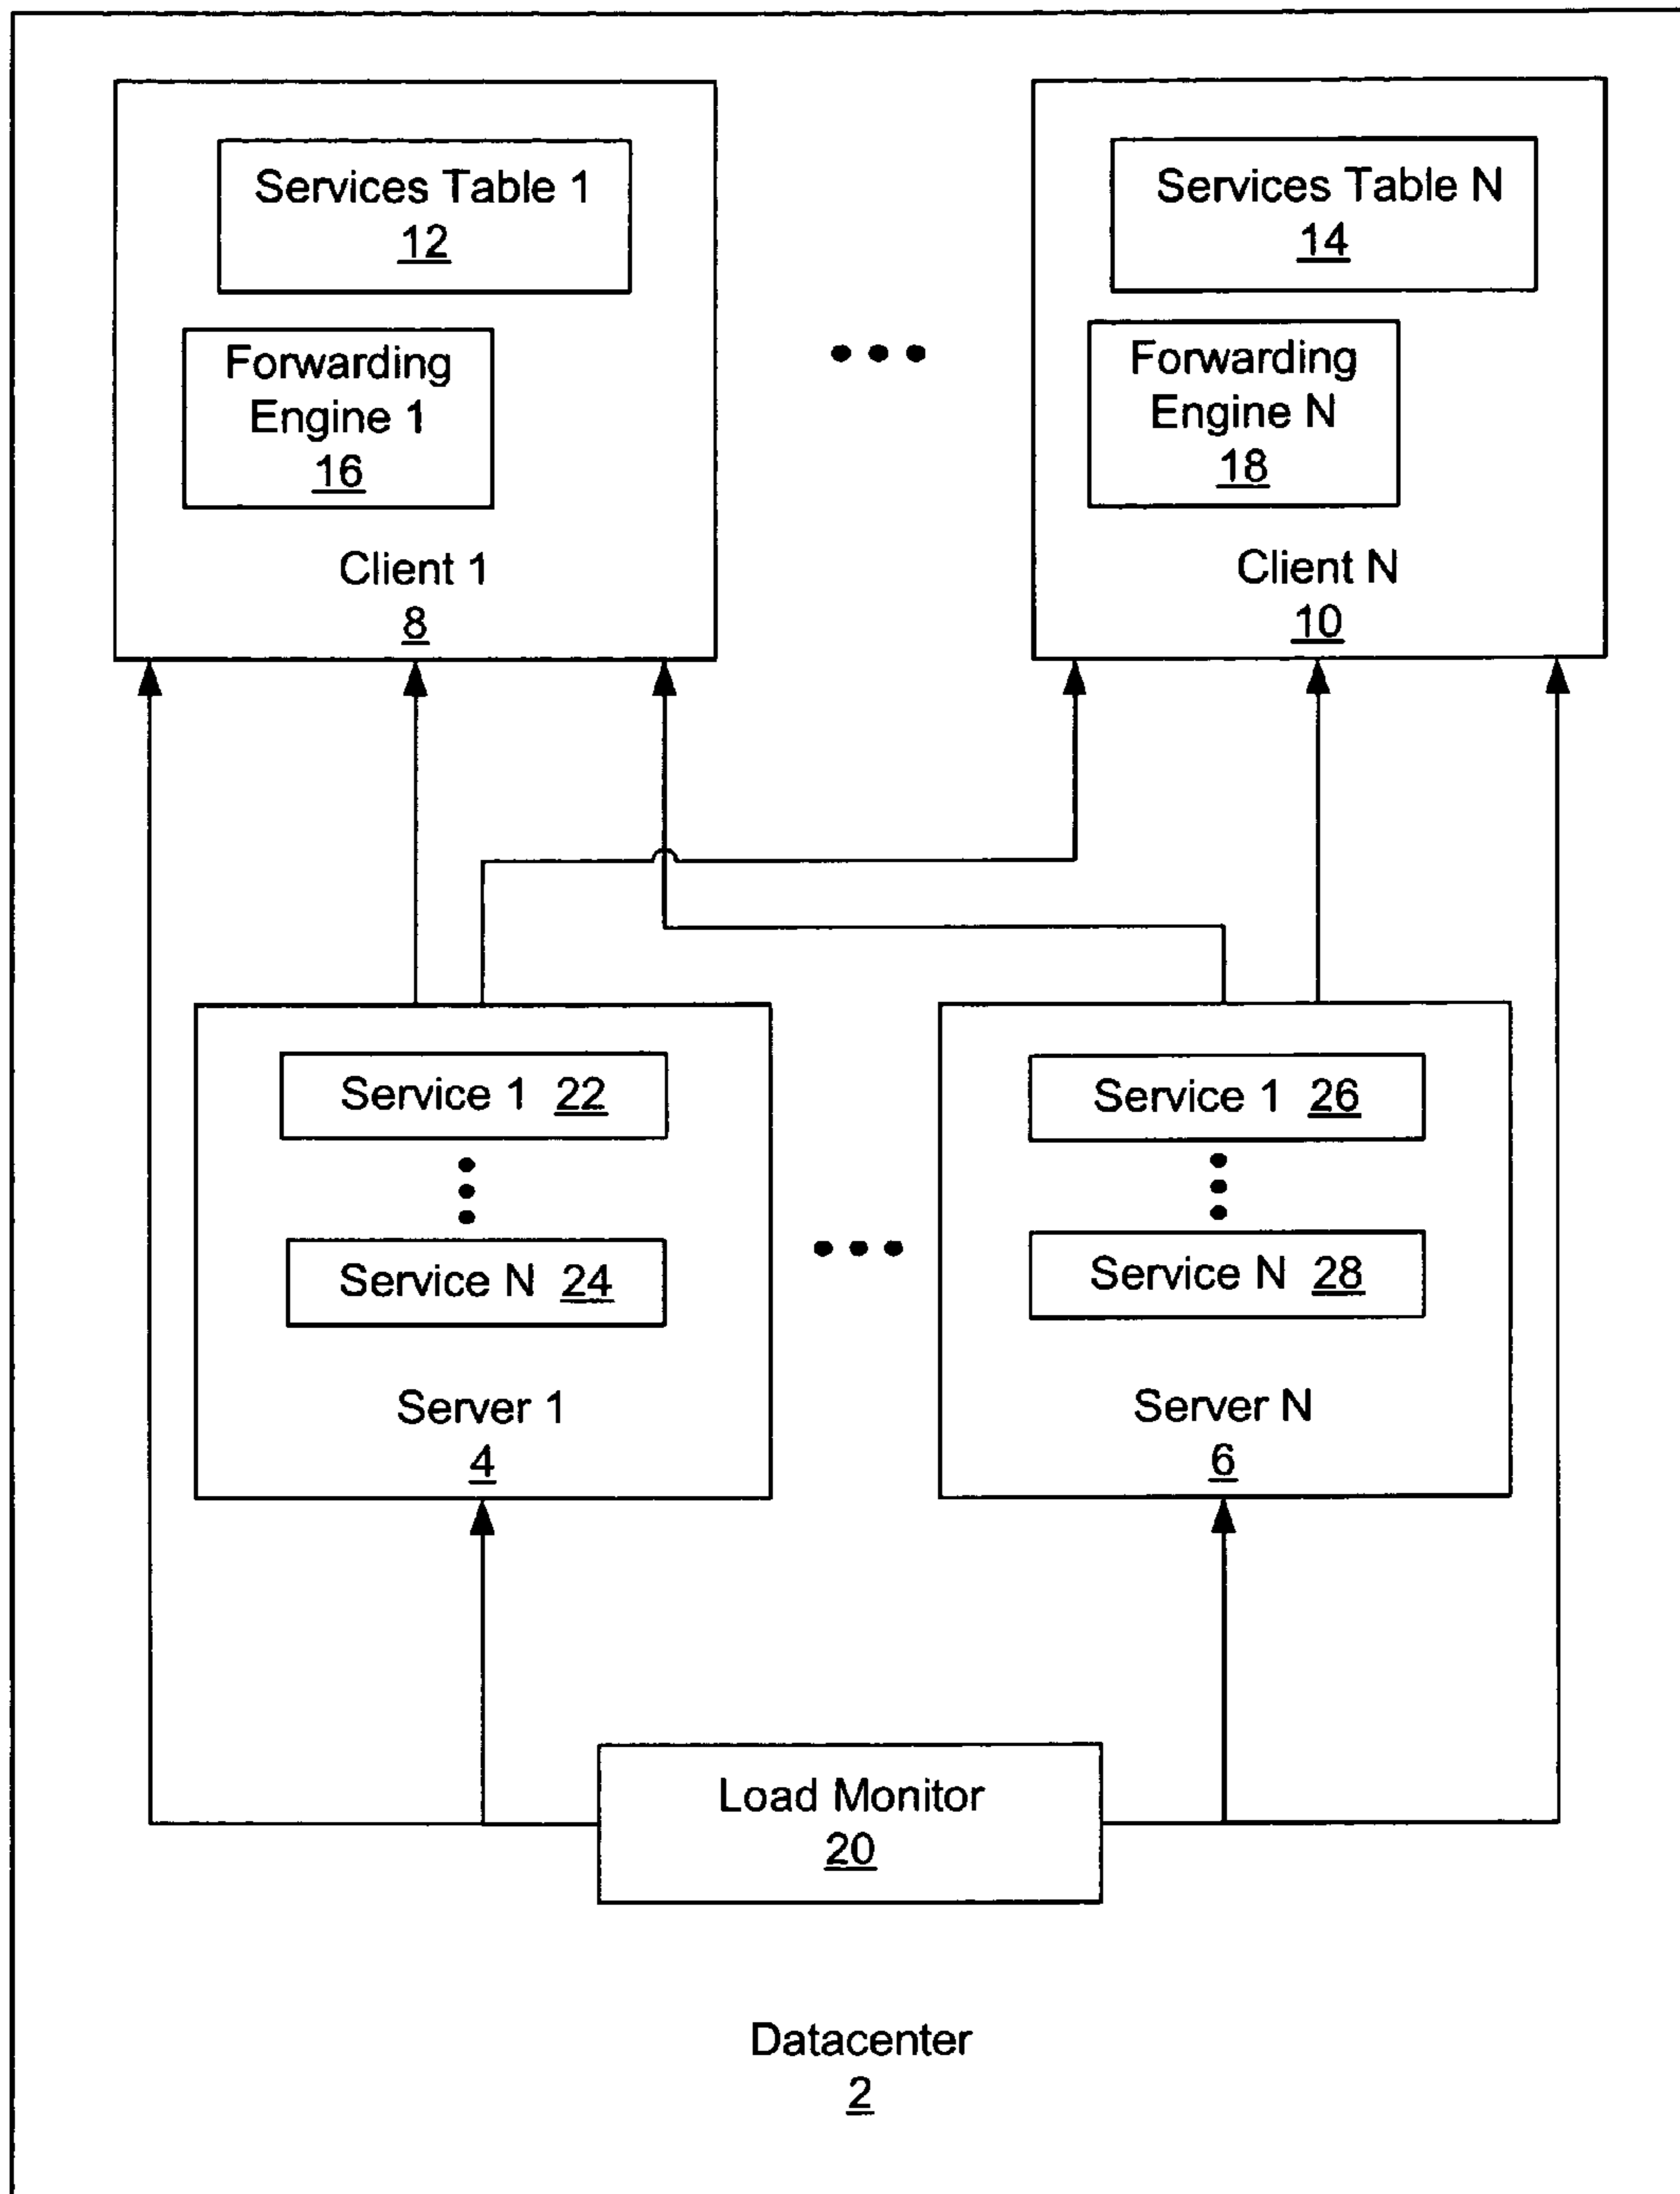 Services Table 1
12
Forwarding
Engine 1
16
Client 1
8
Services Table N
14
Forwarding
Engine N
18
Client N
10
Service 1 22
Service N 24
Server 1
4
Service 1 26
Service N 28
Server N
6
Load Monitor
20
Datacenter
2